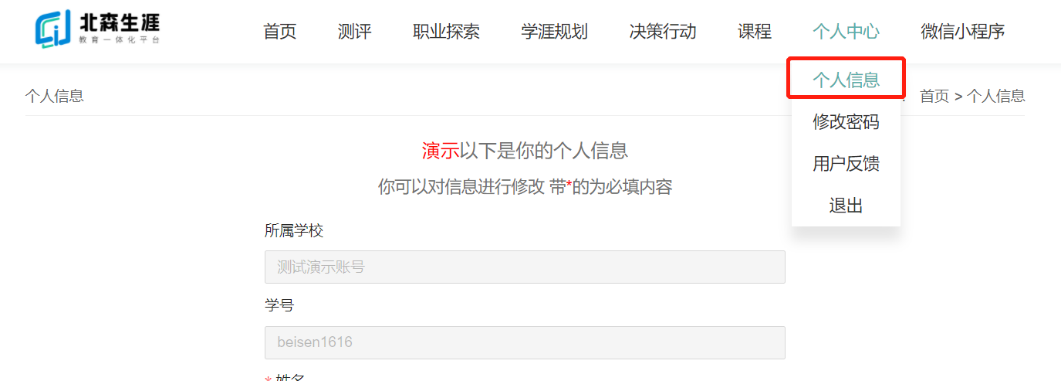 北森生涯
教育一体化平台
首页 测评 职业探索 学涯规划 决策行动 课程 个人中心 微信小程序
个人信息
修改密码
用户反馈
退出
个人信息
首页 > 个人信息
演示以下是你的个人信息
你可以对信息进行修改 带*的为必填内容
所属学校
测试演示账号
学号
beisen1616
* 姓名